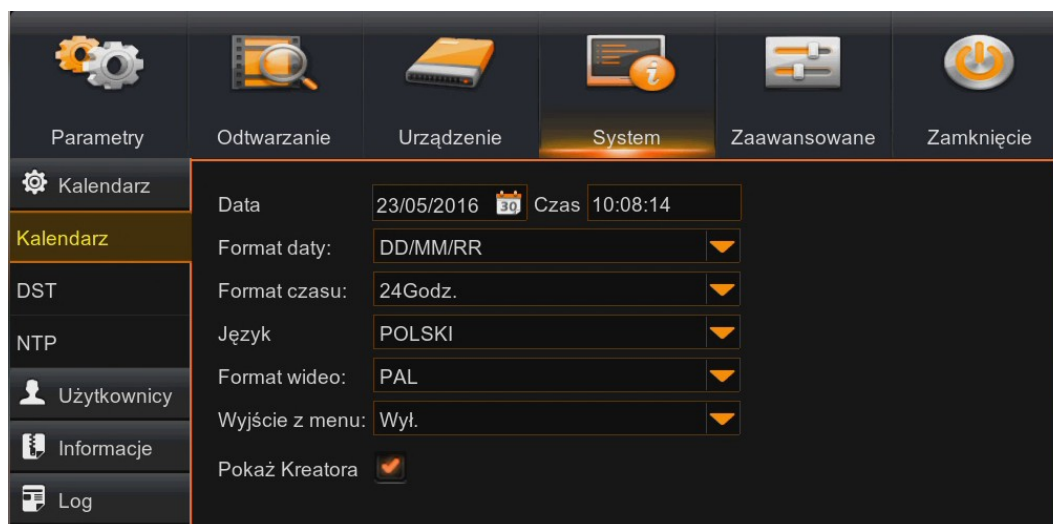 Parametry Odtwarzanie Urządzenie System Zaawansowane Zamknięcie
Kalendarz
Kalendarz
DST
NTP
Użytkownicy
Informacje
Log
Data 23/05/2016 30 Czas 10:08:14
Format daty: DD/MM/RR
Format czasu: 24Godz.
Język POLSKI
Format wideo: PAL
Wyjście z menu: Wył.
Pokaż Kreatora